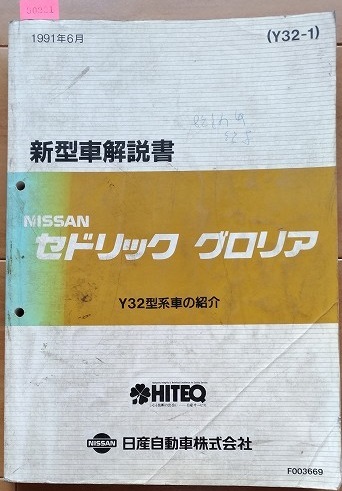 1991年6月
(Y32-1)
新型車解説書
NISSAN
セドリック グロリア
Y32型系車の紹介
HITEQ
NISSAN 日産自動車株式会社
F003669